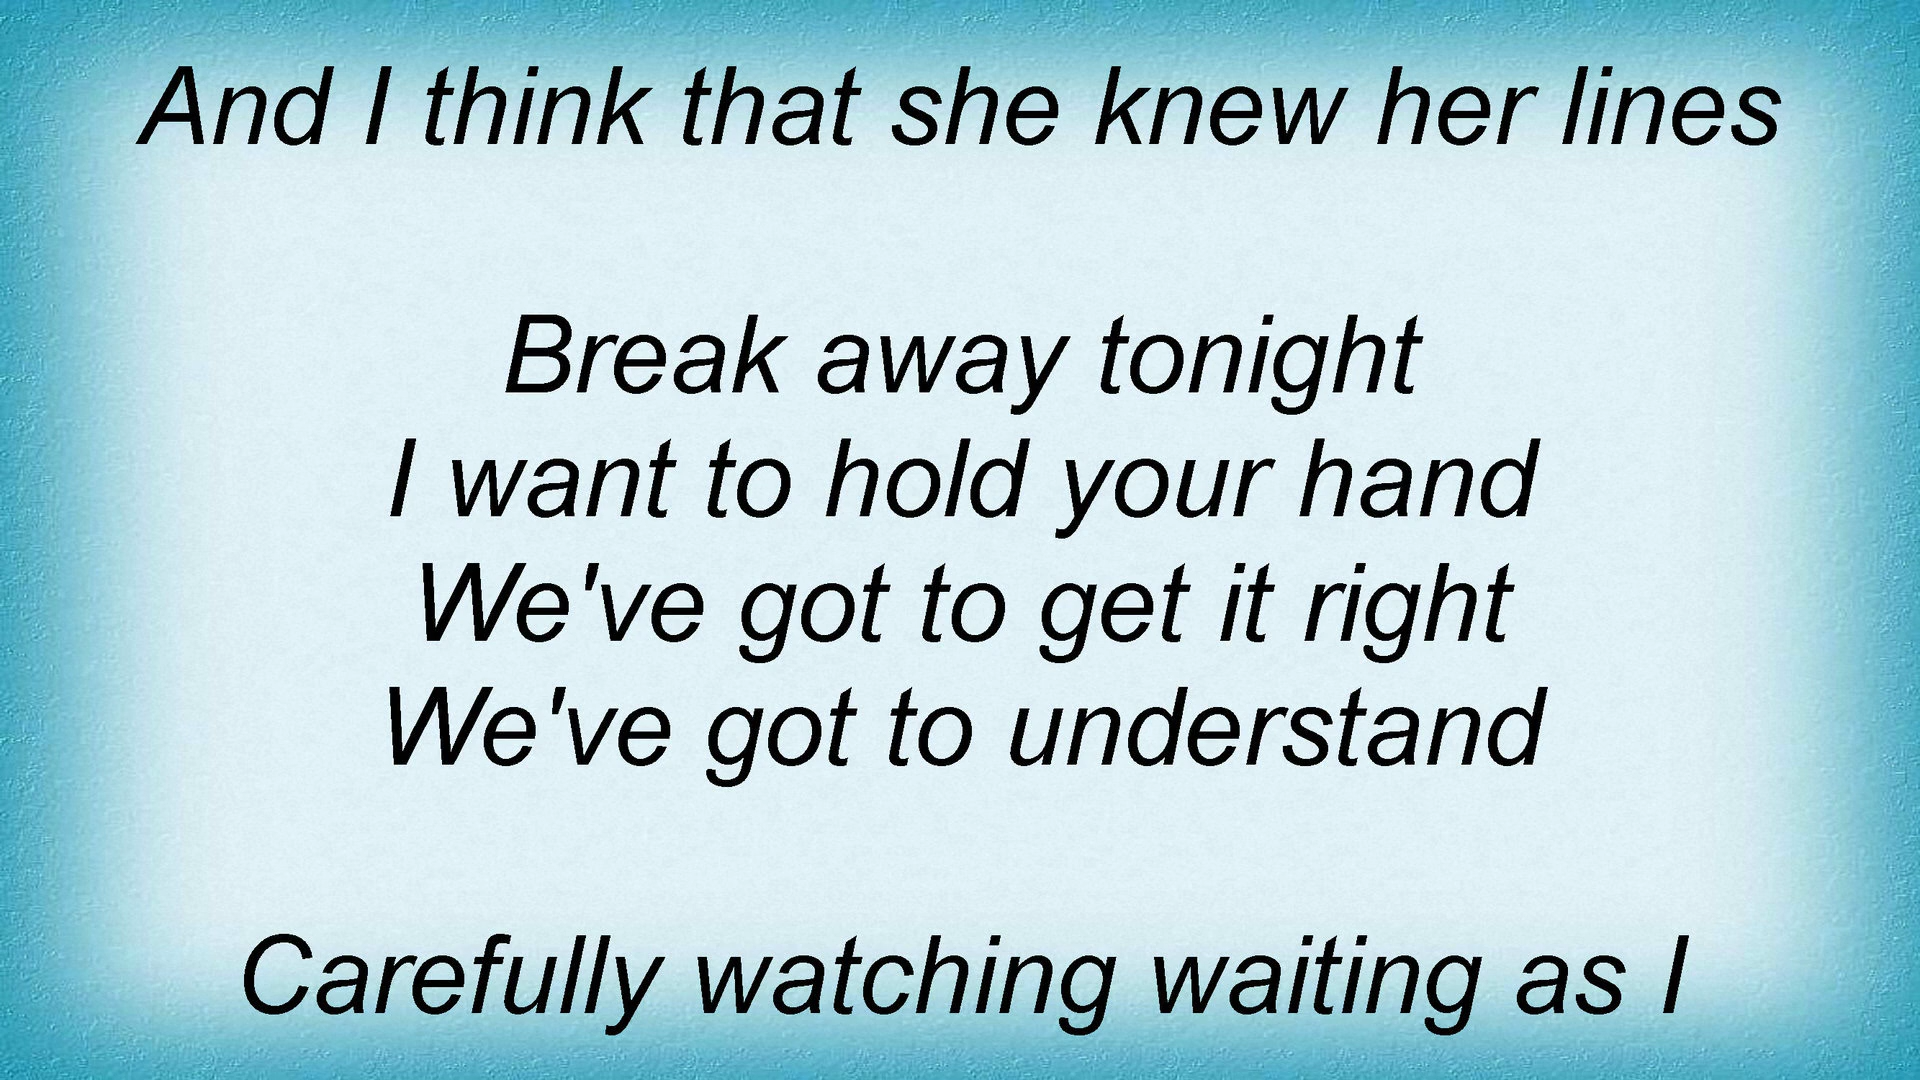 And I think that she knew her lines
Break away tonight
I want to hold your hand
We've got to get it right
We've got to understand
Carefully watching waiting as I